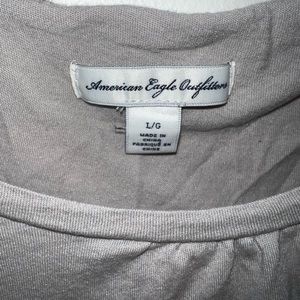 American Eagle Outfitters
L/G
MADE IN
CHINA
FABRIQUÉ EN
CHINE